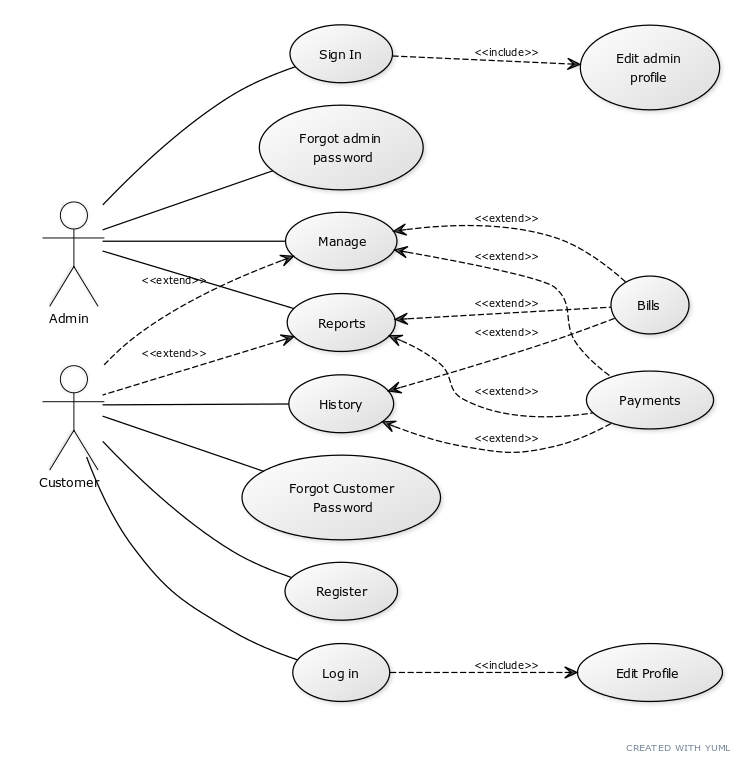 Sign In
<<include>>
Edit admin
profile
Forgot admin
password
<<extend>>
Manage
<<extend>>
<<extend>>
Bills
<<extend>>
Admin
Reports
<<extend>>
<<extend>>
Payments
<<extend>>
History
<<extend>>
Customer
Forgot Customer
Password
Register
Log in
<<include>>
Edit Profile
CREATED WITH YUML